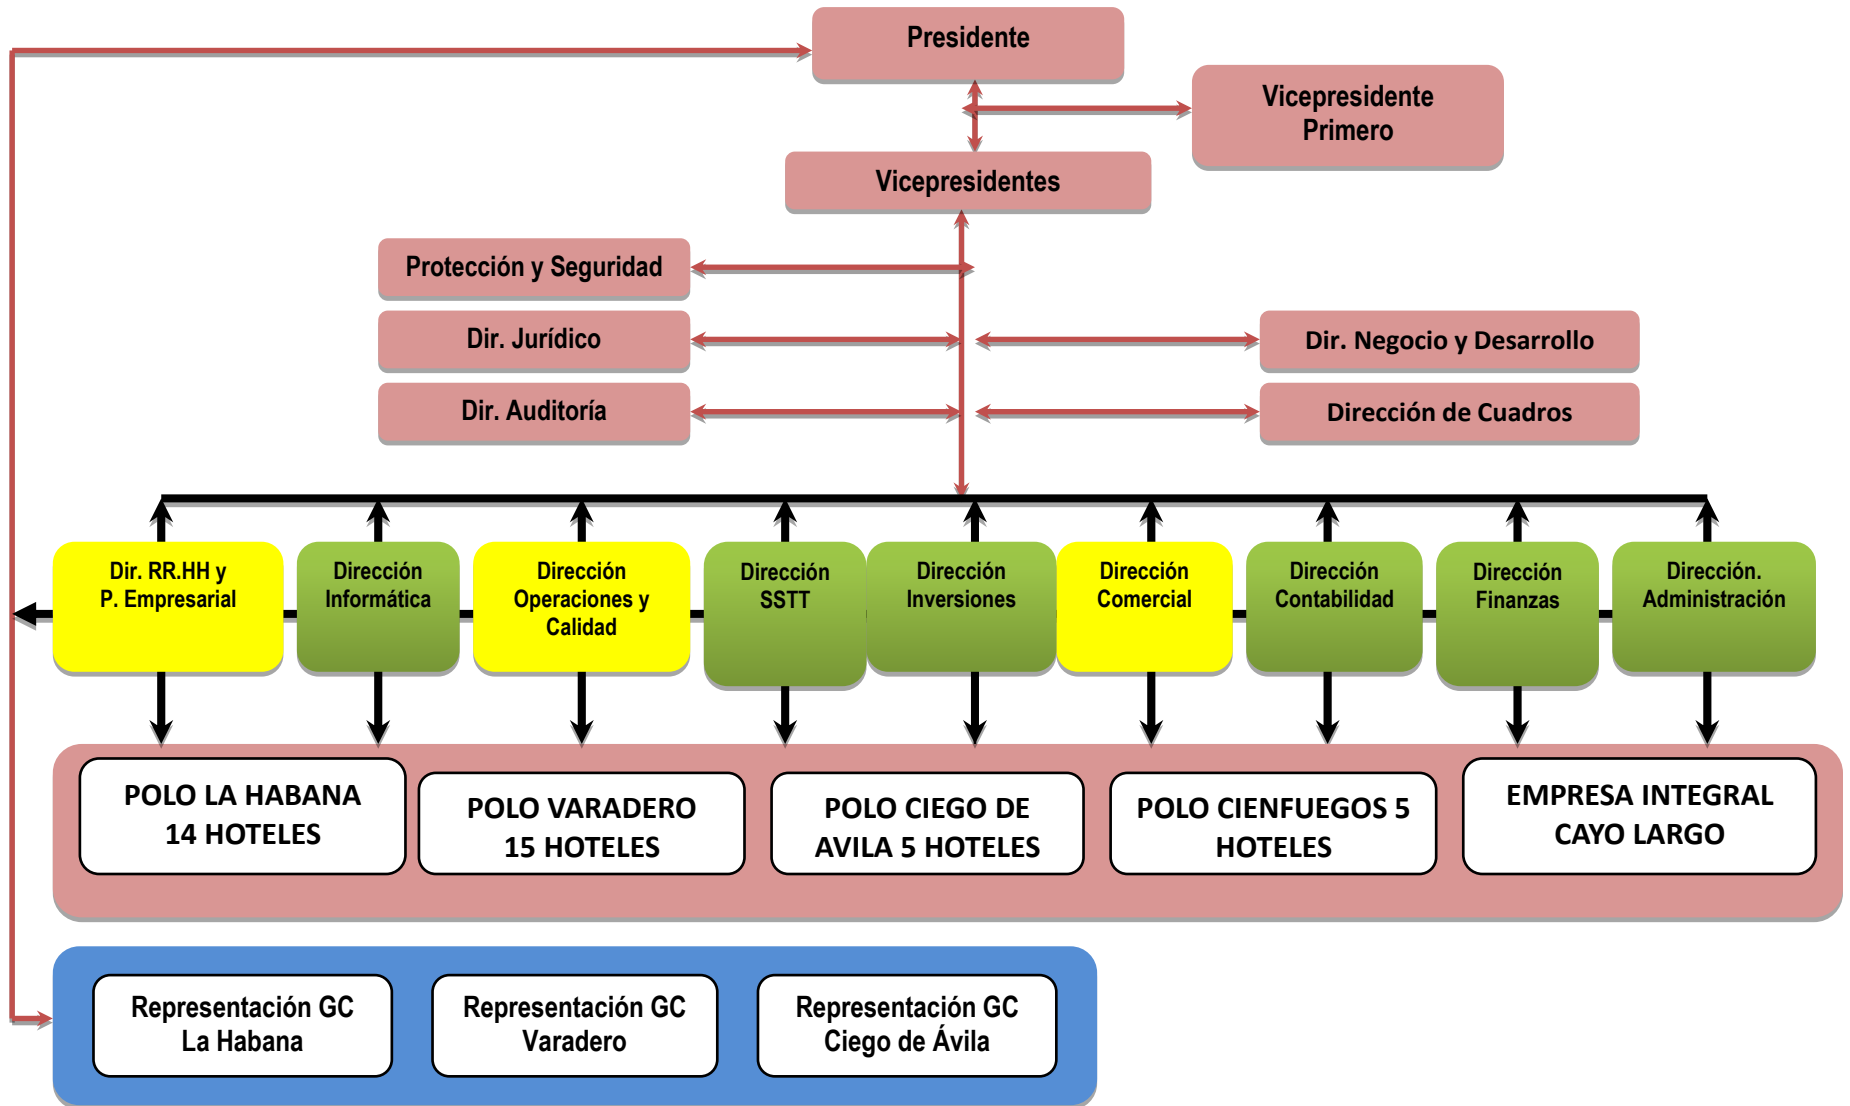 Presidente
Vicepresidente
Primero
Vicepresidentes
Protección y Seguridad
Dir. Jurídico
Dir. Negocio y Desarrollo
Dir. Auditoría
Dirección de Cuadros
Dir. RR.HH y
P. Empresarial
Dirección
Informática
Dirección
Operaciones y
Calidad
Dirección
SSTT
Dirección
Inversiones
Dirección
Comercial
Dirección
Contabilidad
Dirección
Finanzas
Dirección.
Administración
POLO LA HABANA
14 HOTELES
POLO VARADERO
15 HOTELES
POLO CIEGO DE
AVILA 5 HOTELES
POLO CIENFUEGOS 5
HOTELES
EMPRESA INTEGRAL
CAYO LARGO
Representación GC
La Habana
Representación GC
Varadero
Representación GC
Ciego de Ávila